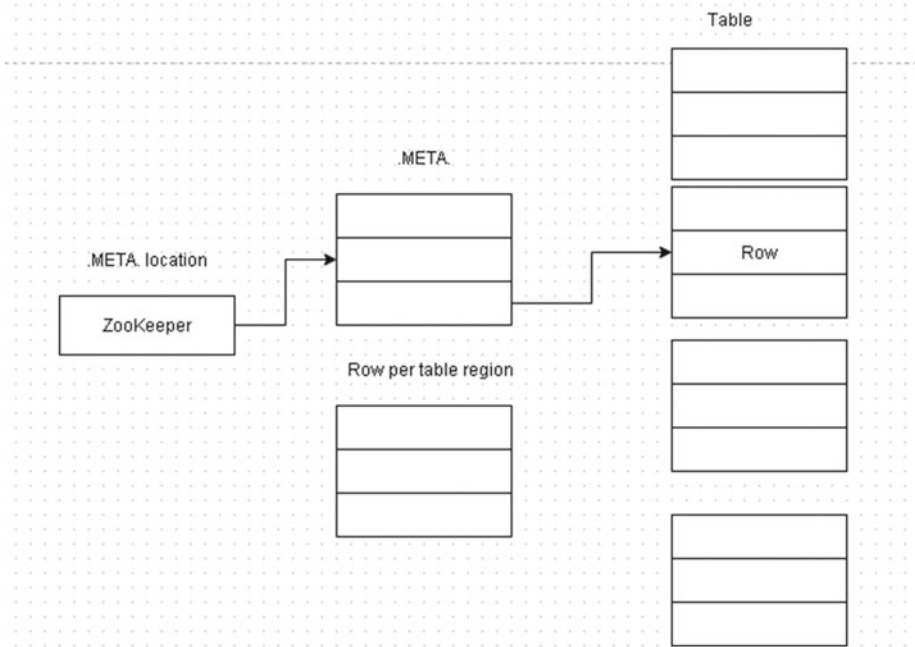 Table
.META.
.META. location
Row
ZooKeeper
Row per table region